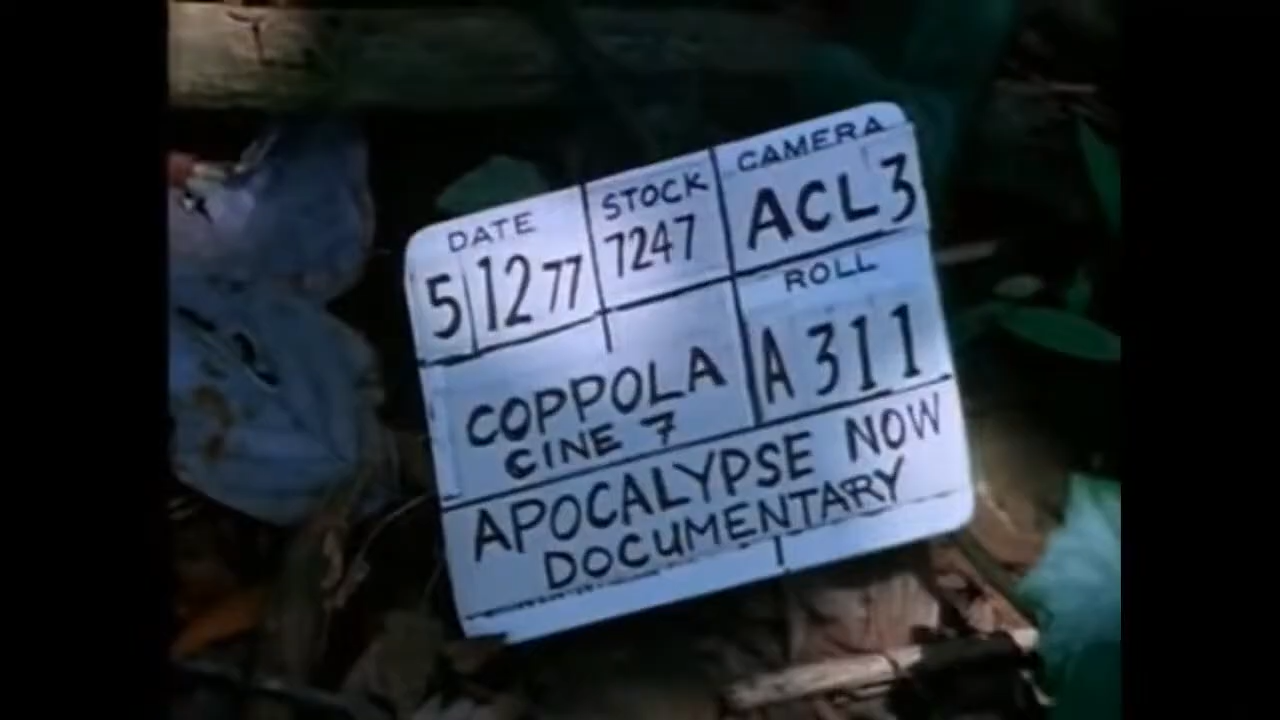 DATE STOCK CAMERA
5 12 77 7247 ACL 3
ROLL
A 311
COPPOLA
CINE 7
APOCALYPSE NOW
DOCUMENTARY